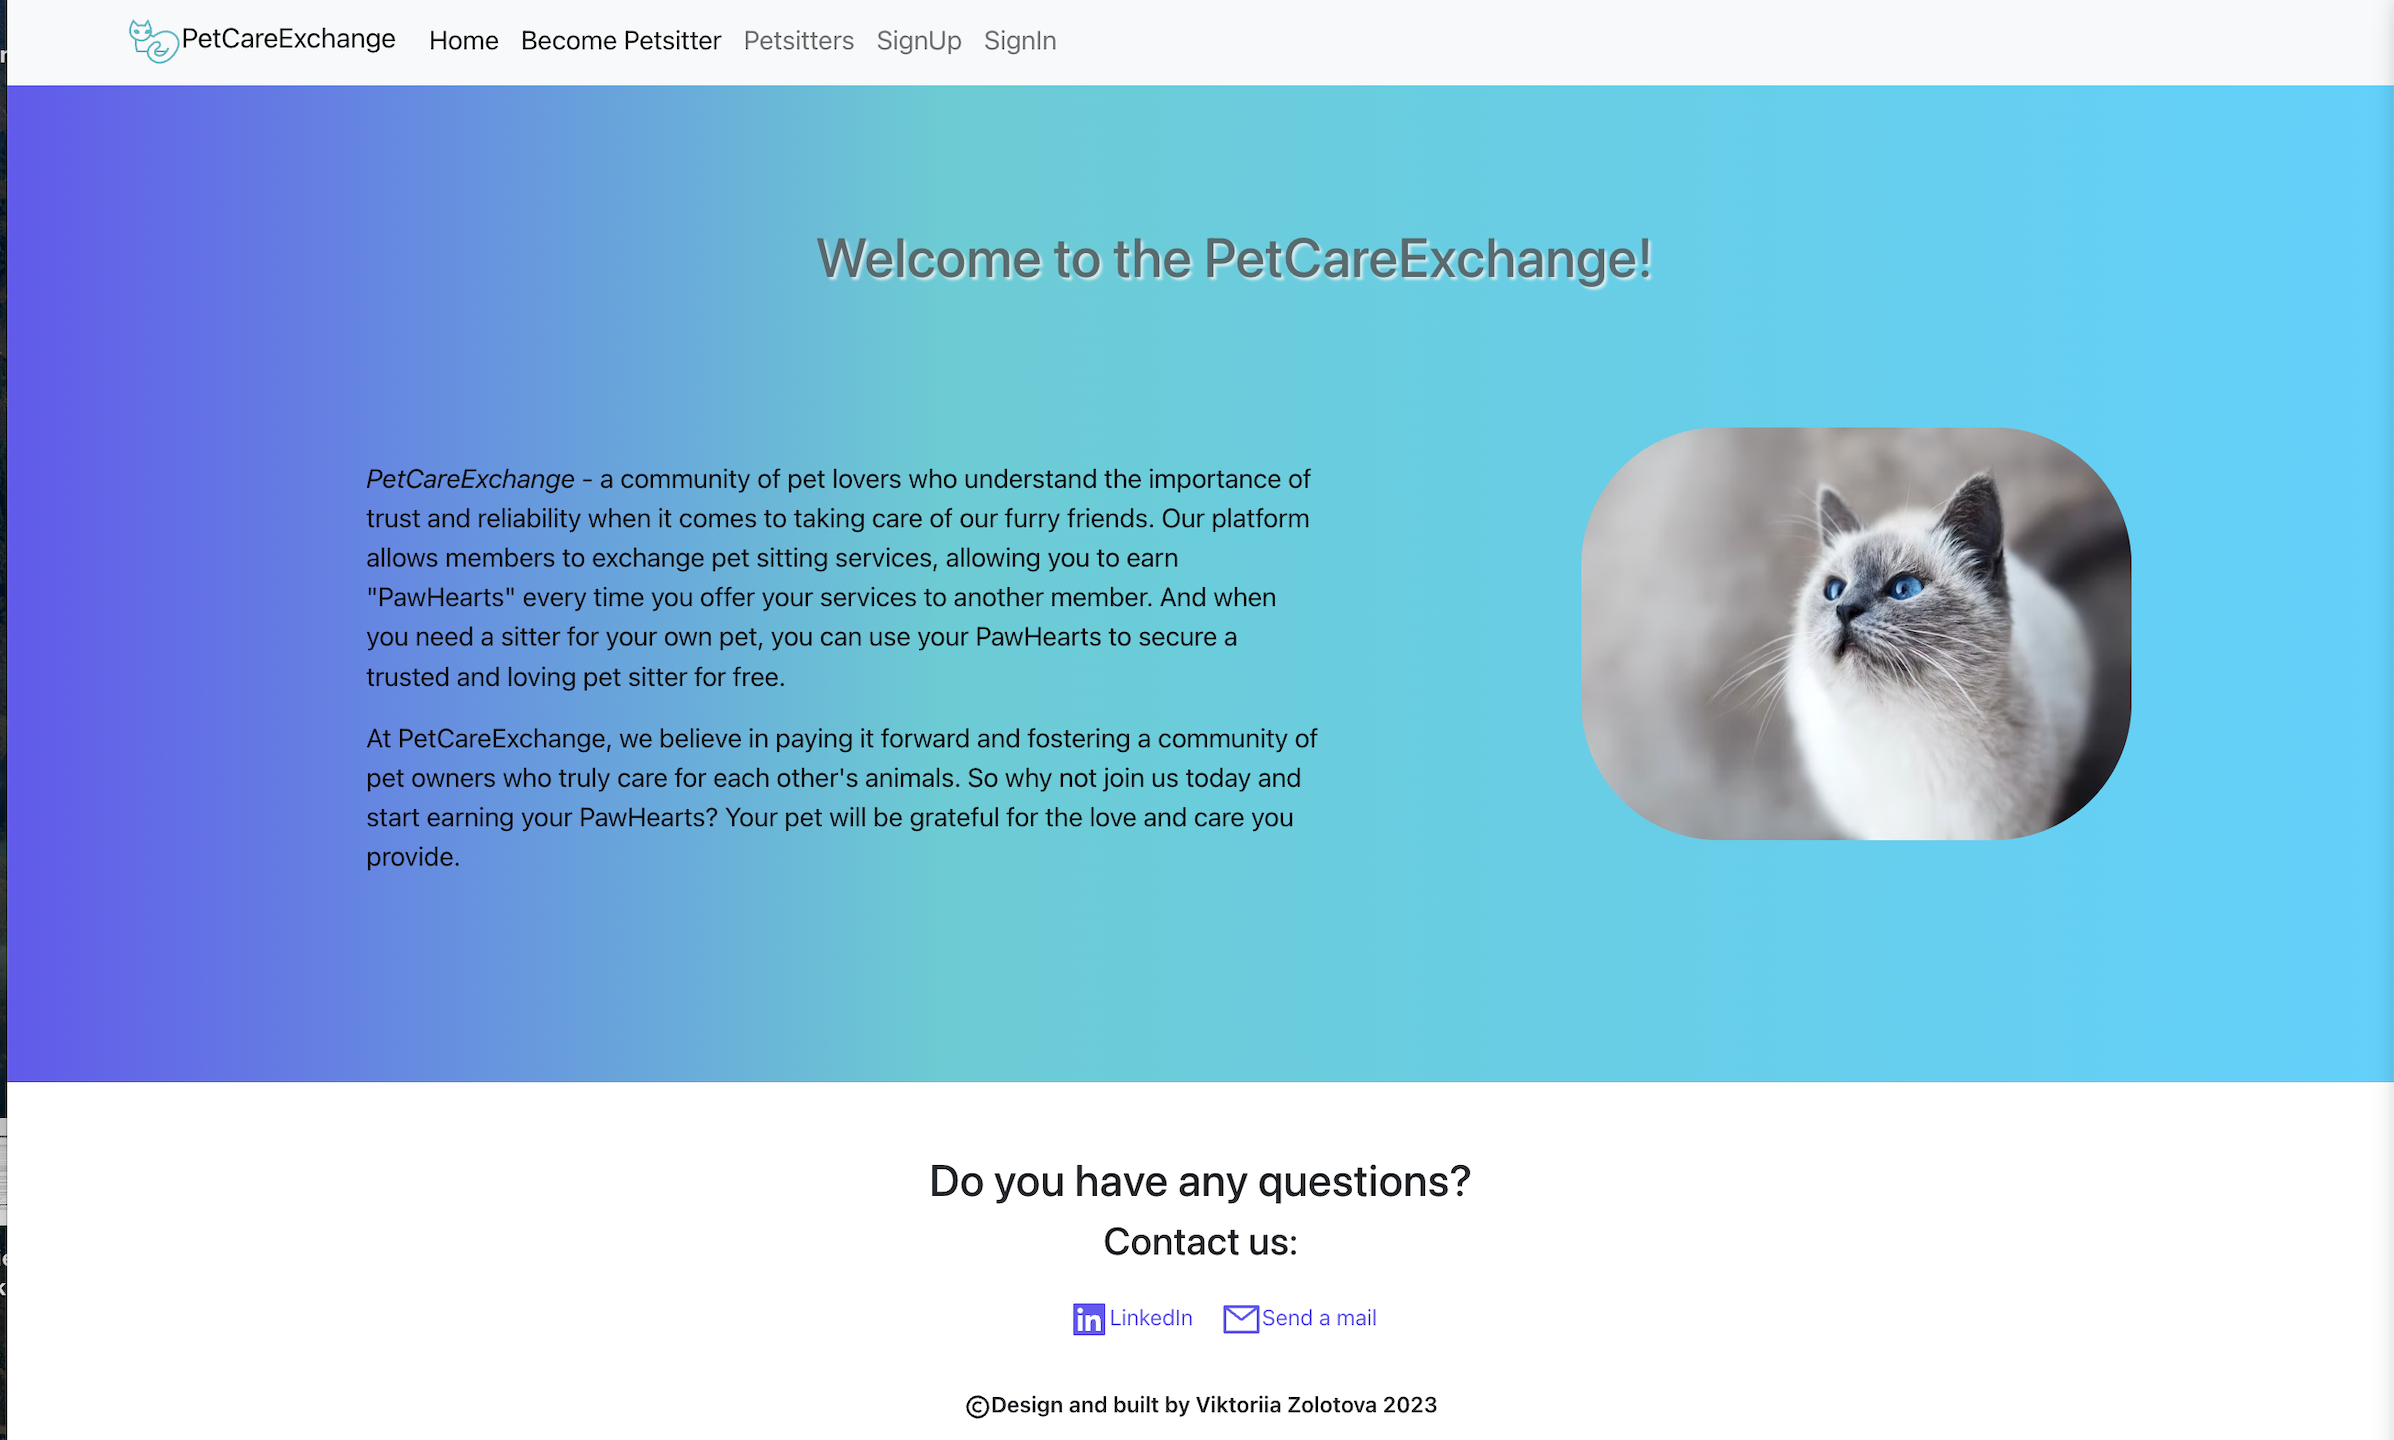 PetCareExchange Home Become Petsitter Petsitters SignUp SignIn
Welcome to the PetCareExchange!
PetCareExchange - a community of pet lovers who understand the importance of
trust and reliability when it comes to taking care of our furry friends. Our platform
allows members to exchange pet sitting services, allowing you to earn
"PawHearts" every time you offer your services to another member. And when
you need a sitter for your own pet, you can use your PawHearts to secure a
trusted and loving pet sitter for free.
At PetCareExchange, we believe in paying it forward and fostering a community of
pet owners who truly care for each other's animals. So why not join us today and
start earning your PawHearts? Your pet will be grateful for the love and care you
provide.
Do you have any questions?
Contact us:
LinkedIn Send a mail
©Design and built by Viktoriia Zolotova 2023